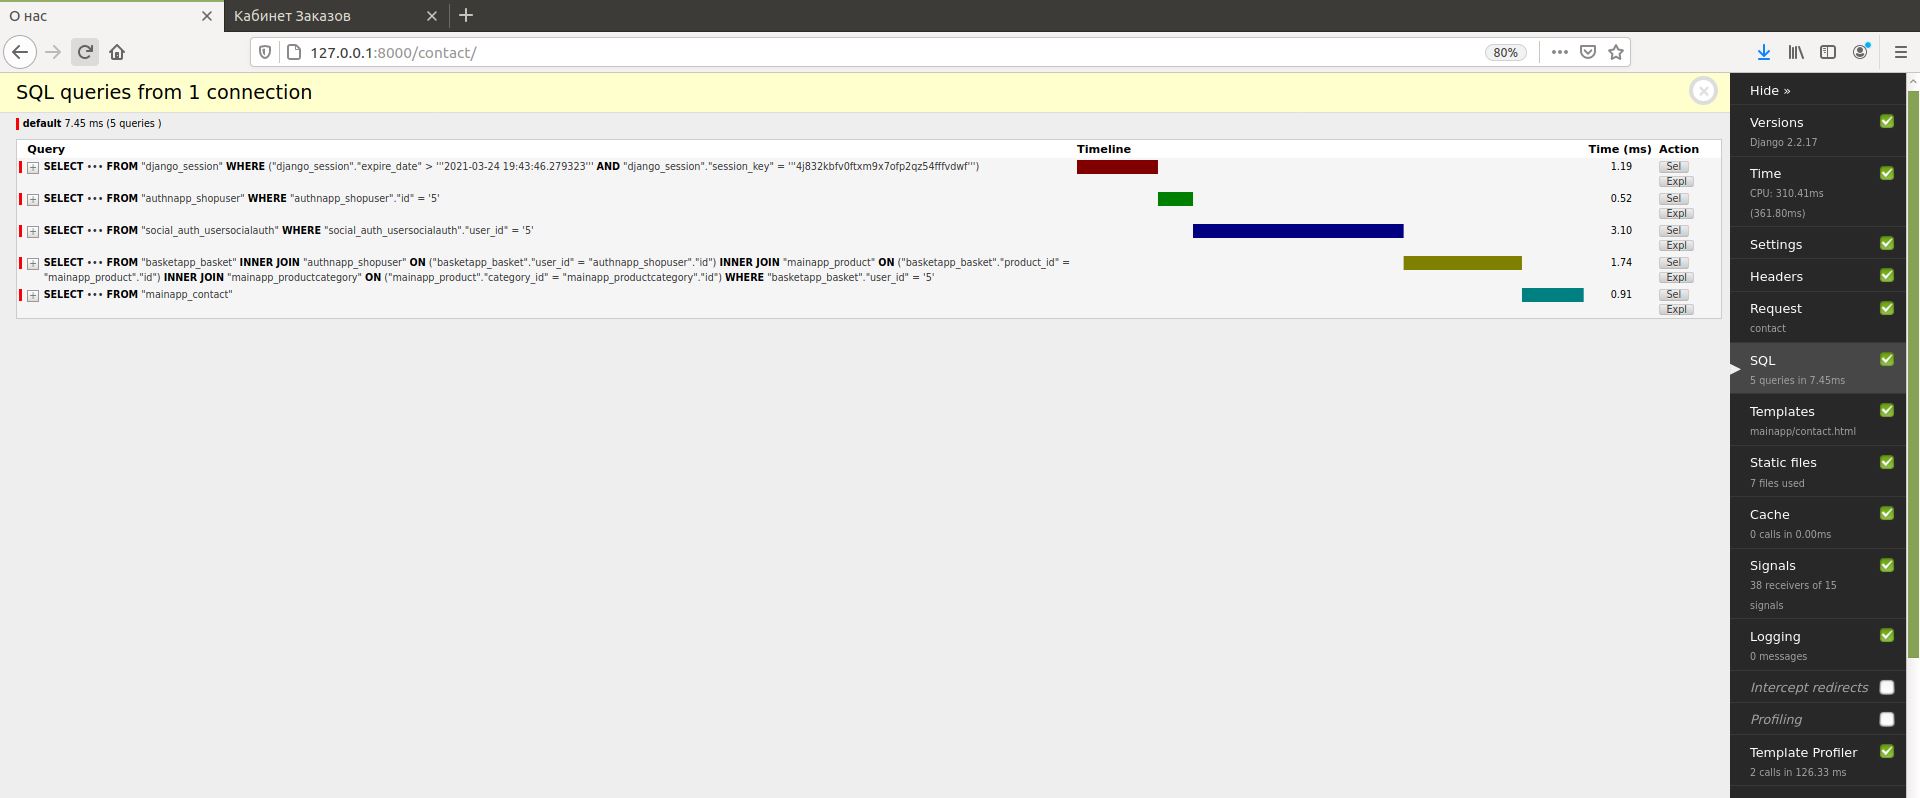 О нас
Кабинет Заказов
127.0.0.1:8000/contact/
80%
SQL queries from 1 connection
default 7.45 ms (5 queries )
Query Timeline Time (ms) Action
SELECT ••• FROM "django_session" WHERE ("django_session"."expire_date" > '''2021-03-24 19:43:46.279323''' AND "django_session"."session_key" = '''4j832kbfv0ftxm9x7ofp2qz54fffvdwf''') 1.19 Sel
Expl
SELECT ••• FROM "authnapp_shopuser" WHERE "authnapp_shopuser"."id" = '5' 0.52 Sel
Expl
SELECT ••• FROM "social_auth_usersocialauth" WHERE "social_auth_usersocialauth"."user_id" = '5' 3.10 Sel
Expl
SELECT ••• FROM "basketapp_basket" INNER JOIN "authnapp_shopuser" ON ("basketapp_basket"."user_id" = "authnapp_shopuser"."id") INNER JOIN "mainapp_product" ON ("basketapp_basket"."product_id" = 1.74 Sel
"mainapp_product"."id") INNER JOIN "mainapp_productcategory" ON ("mainapp_product"."category_id" = "mainapp_productcategory"."id") WHERE "basketapp_basket"."user_id" = '5' Expl
SELECT ••• FROM "mainapp_contact" 0.91 Sel
Expl
Hide »
Versions
Django 2.2.17
Time
CPU: 310.41ms
(361.80ms)
Settings
Headers
Request
contact
SQL
5 queries in 7.45ms
Templates
mainapp/contact.html
Static files
7 files used
Cache
0 calls in 0.00ms
Signals
38 receivers of 15
signals
Logging
0 messages
Intercept redirects
Profiling
Template Profiler
2 calls in 126.33 ms